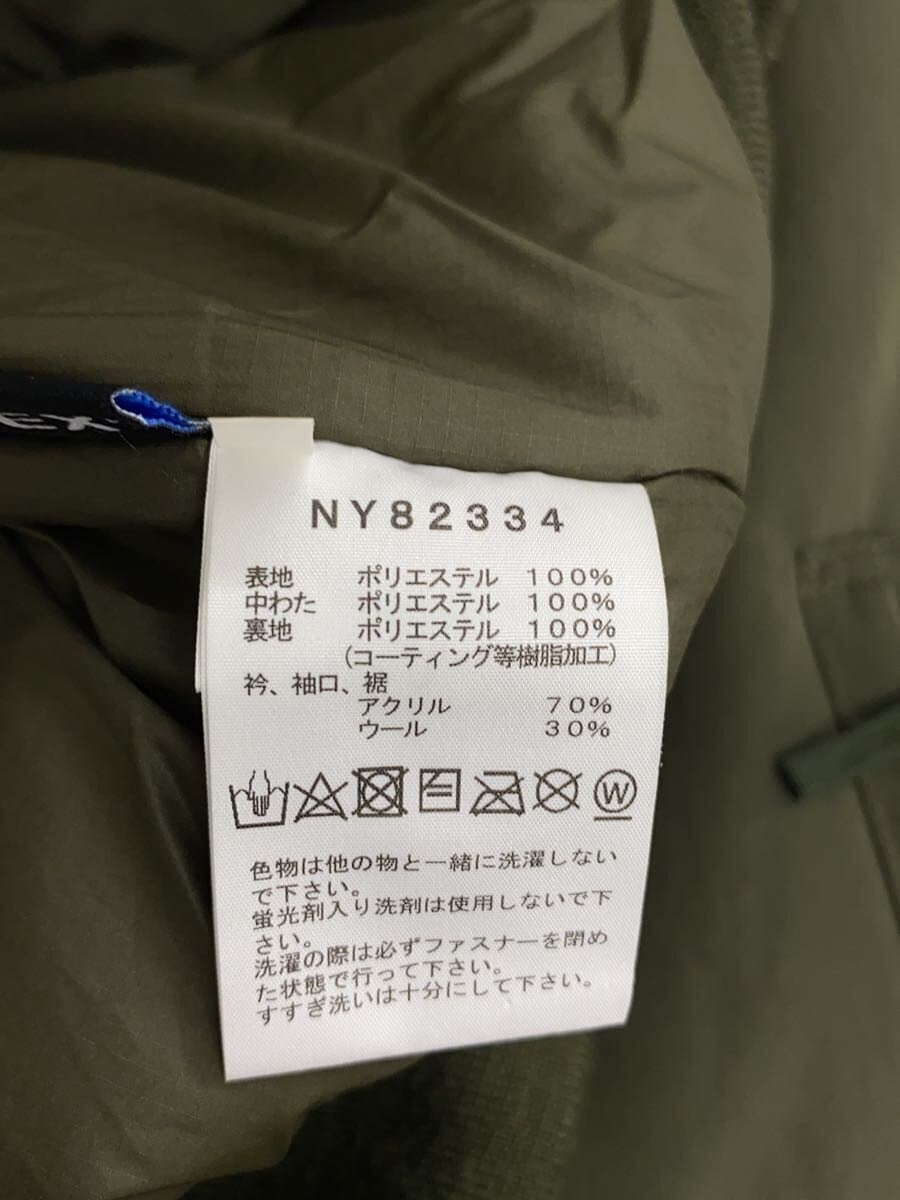 EX
NY82334
表地 ポリエステル 100%
中わた ポリエステル 100%
裏地 ポリエステル 100%
(コーティング等樹脂加工)
衿、袖口、裾
アクリル 70%
ウール 30%
W
色物は他の物と一緒に洗濯しない
で下さい。
蛍光剤入り洗剤は使用しないで下
さい。
洗濯の際は必ずファスナーを閉め
た状態で行って下さい。
すすぎ洗いは十分にして下さい。